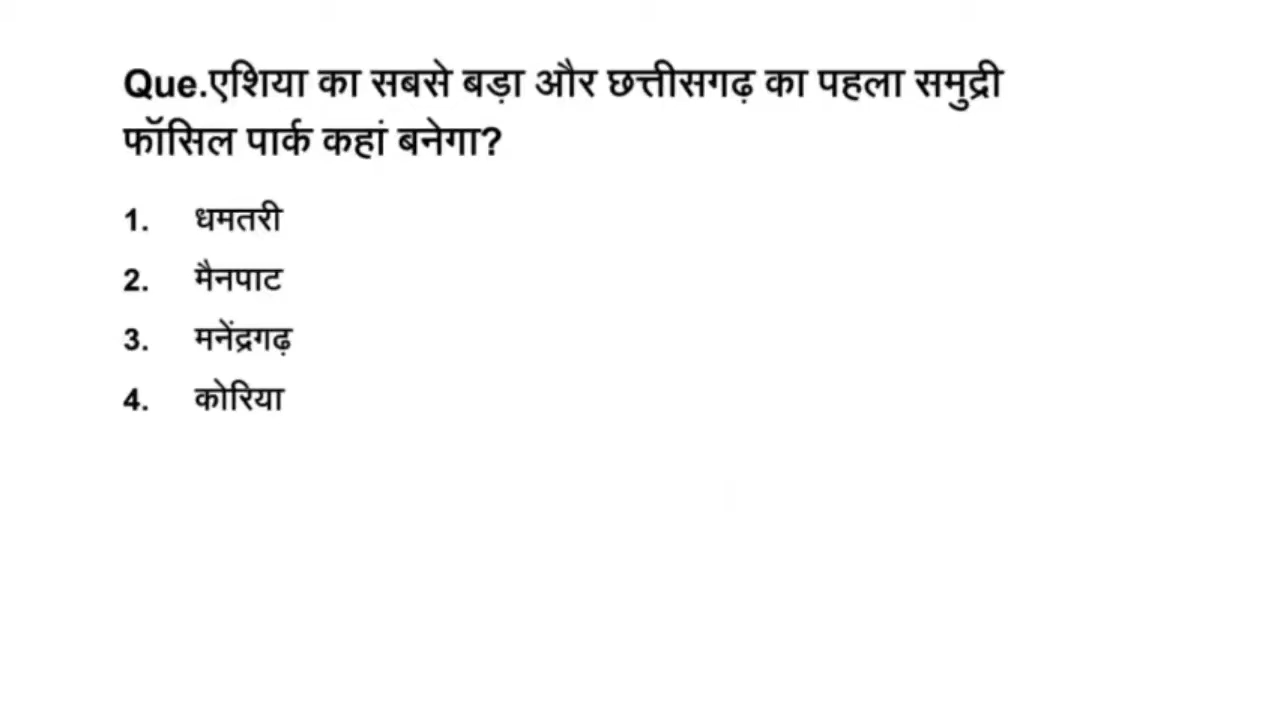 Que.एशिया का सबसे बड़ा और छत्तीसगढ़ का पहला समुद्री
फॉसिल पार्क कहां बनेगा?
1. धमतरी
2. मैनपाट
3. मनेंद्रगढ़
4. कोरिया